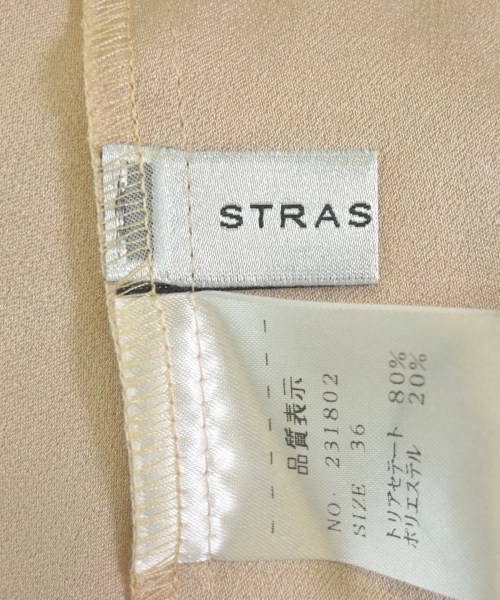 STRAS
品質表示
NO. 231802
SIZE 36
トリアセテート 80%
ポリエステル 20%